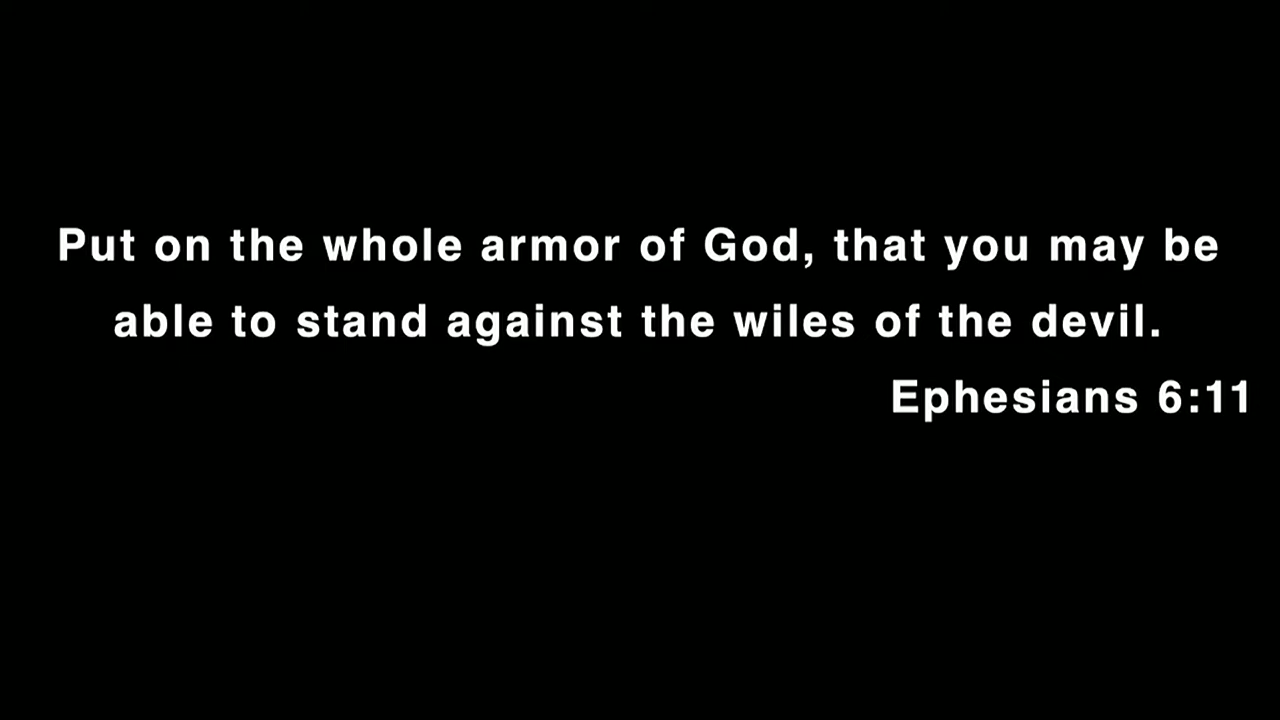 Put on the whole armor of God, that you may be
able to stand against the wiles of the devil.
Ephesians 6:11